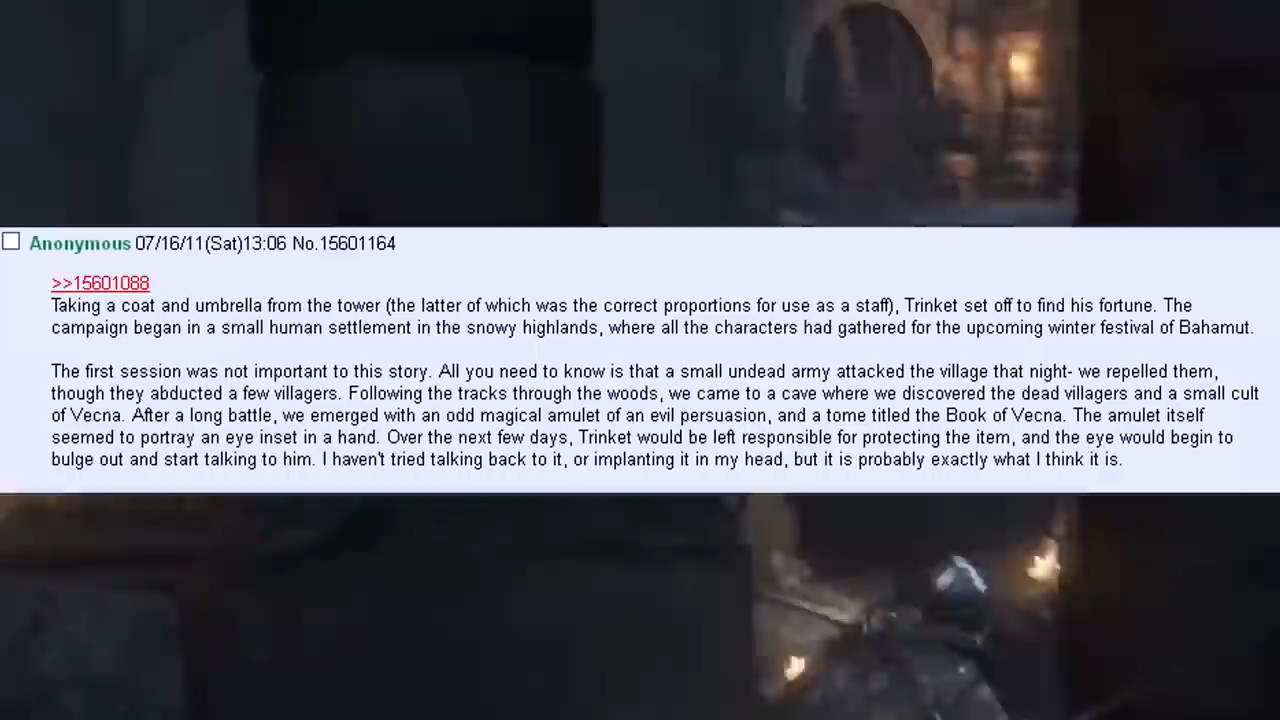 Anonymous 07/16/11(Sat)13:06 No.15601164
>>15601088
Taking a coat and umbrella from the tower (the latter of which was the correct proportions for use as a staff), Trinket set off to find his fortune. The
campaign began in a small human settlement in the snowy highlands, where all the characters had gathered for the upcoming winter festival of Bahamut.
The first session was not important to this story. All you need to know is that a small undead army attacked the village that night- we repelled them,
though they abducted a few villagers. Following the tracks through the woods, we came to a cave where we discovered the dead villagers and a small cult
of Vecna. After a long battle, we emerged with an odd magical amulet of an evil persuasion, and a tome titled the Book of Vecna. The amulet itself
seemed to portray an eye inset in a hand. Over the next few days, Trinket would be left responsible for protecting the item, and the eye would begin to
bulge out and start talking to him. I haven't tried talking back to it, or implanting it in my head, but it is probably exactly what I think it is.